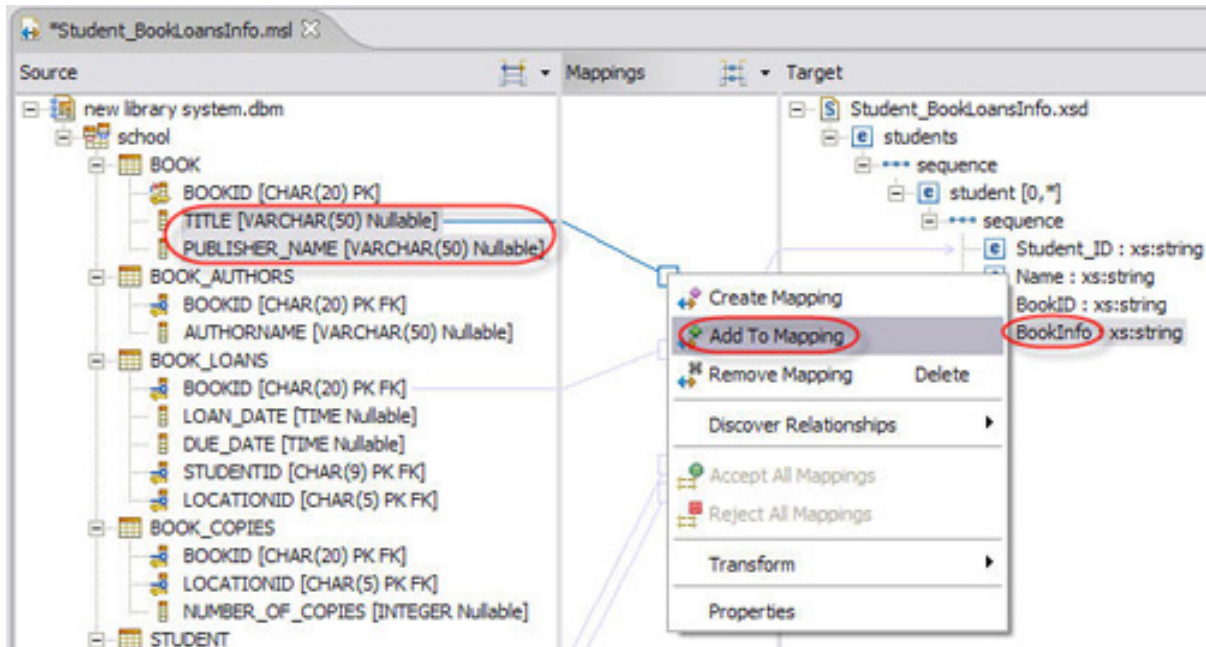 *Student_BookLoansInfo.msl
Source Mappings Target
new library system.dbm
school
BOOK
BOOKID [CHAR(20) PK]
TITLE [VARCHAR(50) Nullable]
PUBLISHER_NAME [VARCHAR(50) Nullable]
BOOK_AUTHORS
BOOKID [CHAR(20) PK FK]
AUTHORNAME [VARCHAR(50) Nullable]
BOOK_LOANS
BOOKID [CHAR(20) PK FK]
LOAN_DATE [TIME Nullable]
DUE_DATE [TIME Nullable]
STUDENTID [CHAR(9) PK FK]
LOCATIONID [CHAR(5) PK FK]
BOOK_COPIES
BOOKID [CHAR(20) PK FK]
LOCATIONID [CHAR(5) PK FK]
NUMBER_OF_COPIES [INTEGER Nullable]
STUDENT
Create Mapping
Add To Mapping
Remove Mapping Delete
Discover Relationships
Accept All Mappings
Reject All Mappings
Transform
Properties
S Student_BookLoansInfo.xsd
e students
sequence
e student [0,*]
sequence
e Student_ID : xs:string
Name : xs:string
BookID : xs:string
BookInfo : xs:string